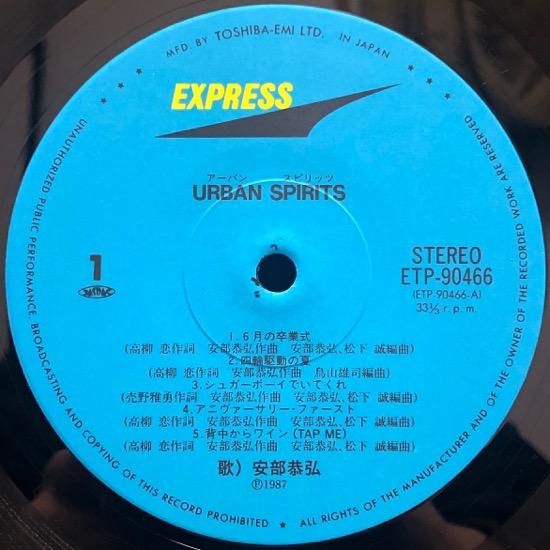 MFD. BY TOSHIBA-EMI LTD. IN JAPAN
EXPRESS
アーバン スピリッツ
URBAN SPIRITS
1
STEREO
ETP-90466
(ETP-90466-A)
33⅓ r.p.m.
1.6月の卒業式
(高柳 恋作詞 安部恭弘作曲 安部恭弘、松下 誠編曲)
2.四輪駆動の夏
(高柳 恋作詞 安部恭弘作曲 鳥山雄司編曲)
3.シュガーボーイでいてくれ
(売野雅勇作詞 安部恭弘作曲 安部恭弘、松下 誠編曲)
4.アニヴァーサリー・ファースト
(高柳 恋作詞 安部恭弘作曲 安部恭弘、松下 誠編曲)
5.背中からワイン(TAP ME)
(高柳 恋作詞 安部恭弘作曲 安部恭弘、松下 誠編曲)
歌)安部恭弘
Ⓟ1987
UNAUTHORIZED PUBLIC PERFORMANCE, BROADCASTING AND COPYING OF THIS RECORD PROHIBITED • ALL RIGHTS OF THE MANUFACTURER AND OF THE OWNER OF THE RECORDED WORK ARE RESERVED